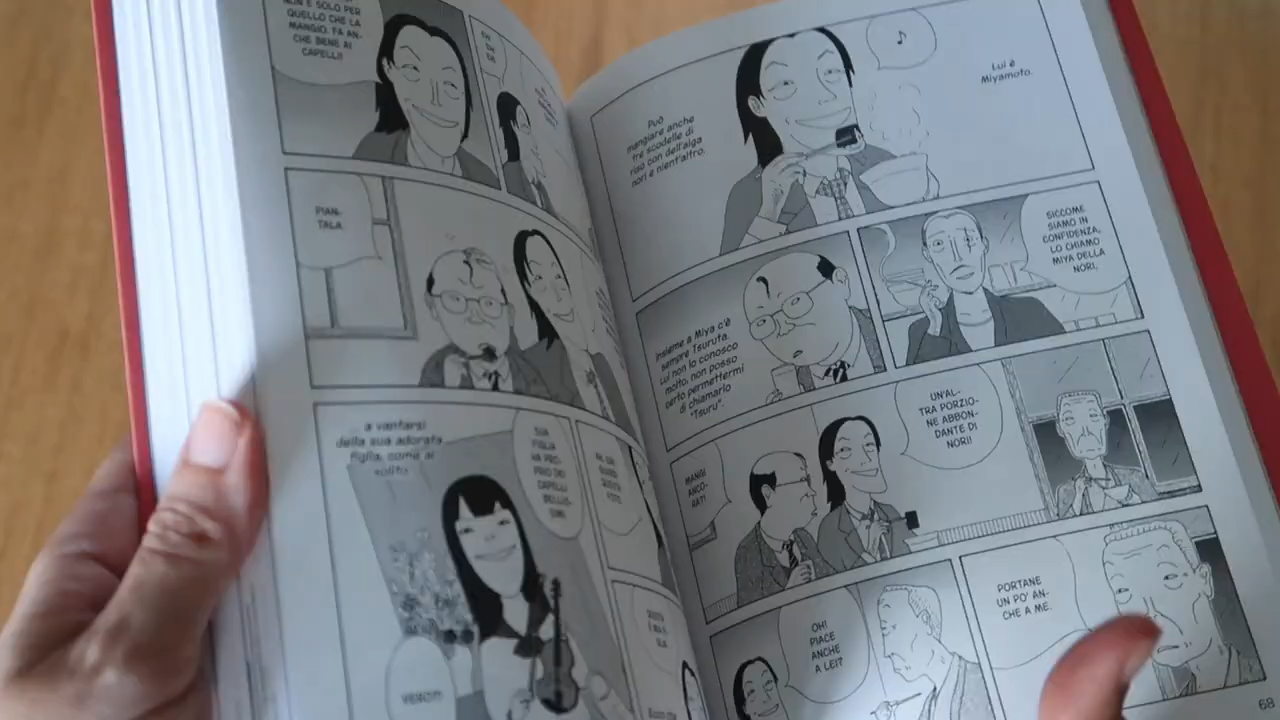 NON È SOLO PER
QUELLO CHE LA
MANGIO. FA AN-
CHE BENE AI
CAPELLI!
PIAN-
TALA.
a vantarsi
della sua adorata
figlia, come al
solito.
SUA
FIGLIA
HA PRO-
PRIO DEI
CAPELLI
BELLIS-
SIMI
♪
Lui è
Miyamoto.
Può
mangiare anche
tre scodelle di
riso con dell'alga
nori e nient'altro.
SICCOME
SIAMO IN
CONFIDENZA,
LO CHIAMO
MIYA DELLA
NORI.
Insieme a Miya c'è
sempre Tsuruta.
Lui non lo conosco
molto, non posso
certo permettermi
di chiamarlo
"Tsuru".
MANGI
ANCO-
RA?!
UN'AL-
TRA PORZIO-
NE ABBON-
DANTE DI
NORI!
OH!
PIACE
ANCHE
A LEI?
PORTANE
UN PO' AN-
CHE A ME.